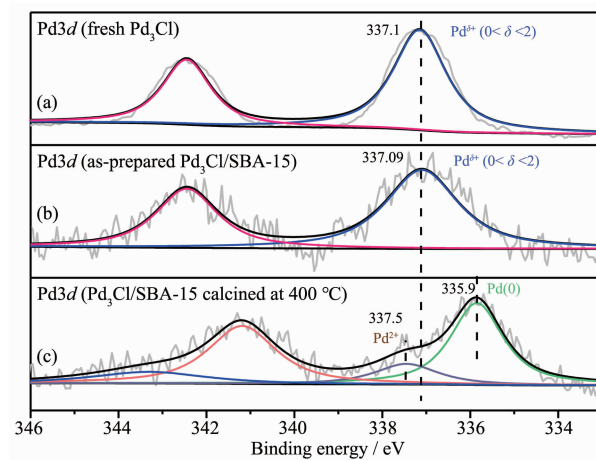 Pd3d (fresh Pd₃Cl)
337.1
Pd^δ+ (0< δ <2)
(a)
Pd3d (as-prepared Pd₃Cl/SBA-15)
337.09
Pd^δ+ (0< δ <2)
(b)
Pd3d (Pd₃Cl/SBA-15 calcined at 400 °C)
335.9
Pd(0)
337.5
Pd²⁺
(c)
346 344 342 340 338 336 334
Binding energy / eV